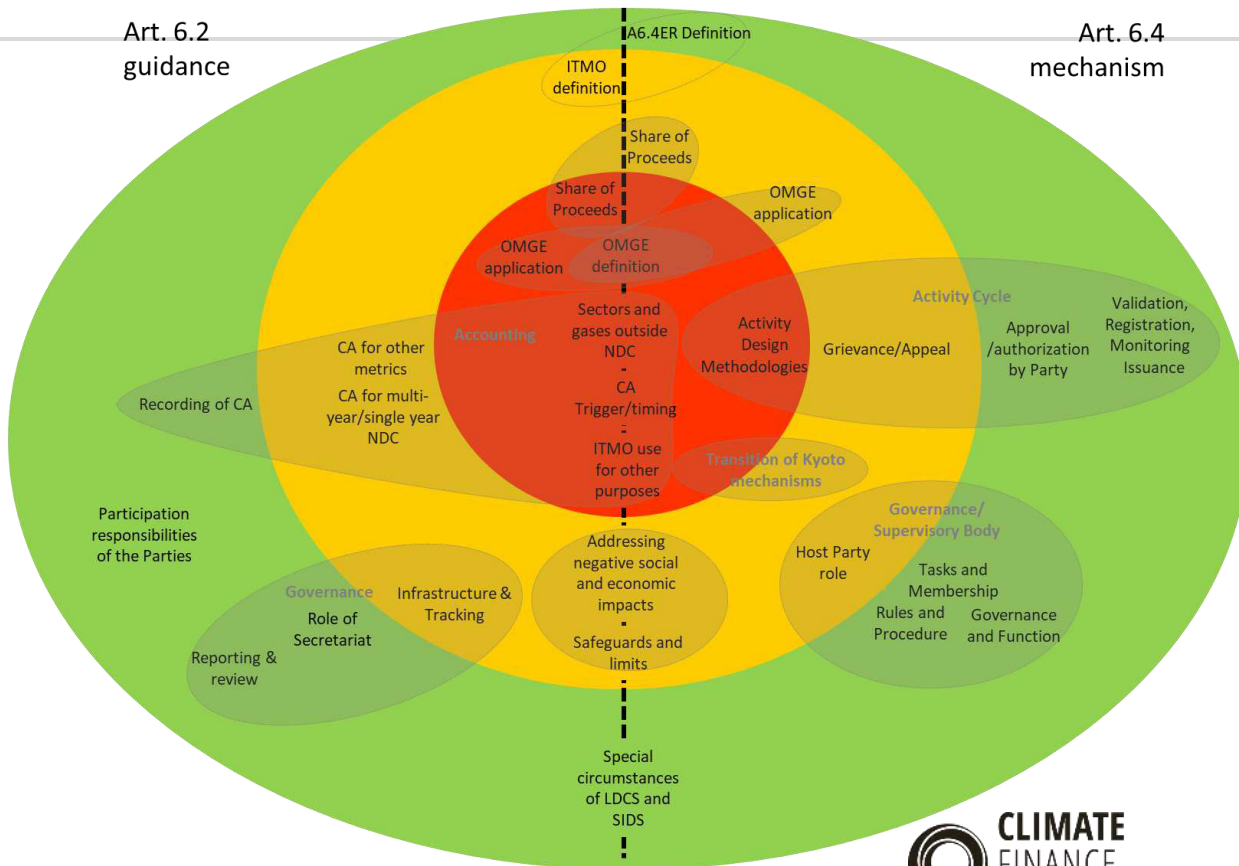 Art. 6.2
guidance
Art. 6.4
mechanism
A6.4ER Definition
ITMO
definition
Share of
Proceeds
Share of
Proceeds
OMGE
application
OMGE
application
OMGE
definition
Accounting
Sectors and
gases outside
NDC
CA
Trigger/timing
ITMO use
for other
purposes
CA for other
metrics
CA for multi-
year/single year
NDC
Recording of CA
Activity Cycle
Activity
Design
Methodologies
Grievance/Appeal
Approval
/authorization
by Party
Validation,
Registration,
Monitoring
Issuance
Transition of Kyoto
mechanisms
Participation
responsibilities
of the Parties
Governance
Infrastructure &
Tracking
Role of
Secretariat
Reporting &
review
Addressing
negative social
and economic
impacts
Safeguards and
limits
Governance/
Supervisory Body
Host Party
role
Tasks and
Membership
Rules and
Procedure
Governance
and Function
Special
circumstances
of LDCS and
SIDS
CLIMATE
FINANCE